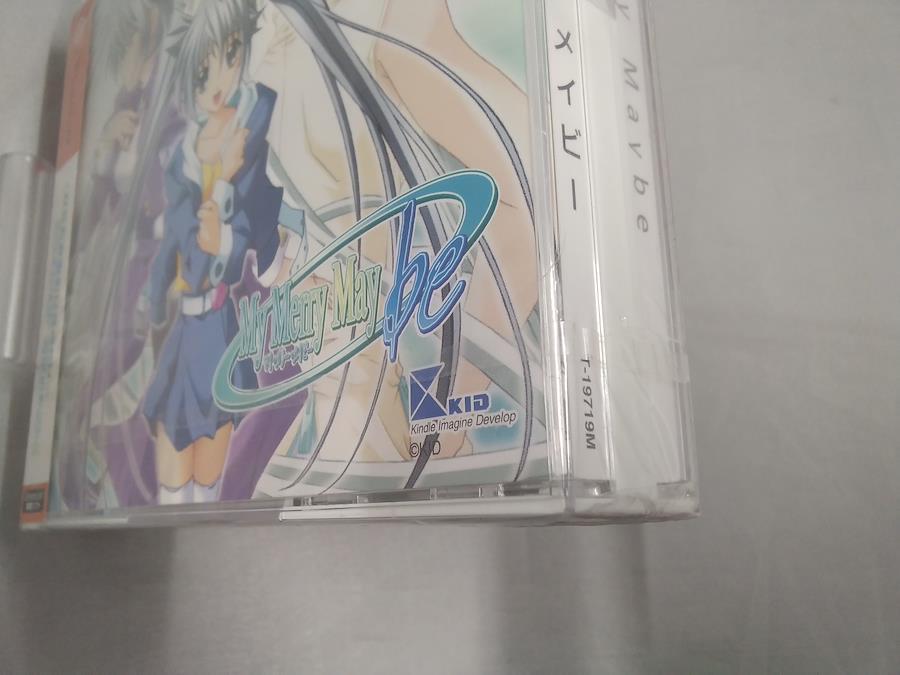 My Merry May
be
KID
Kindle Imagine Develop
©KID
メイビー
y Maybe
T-19719M